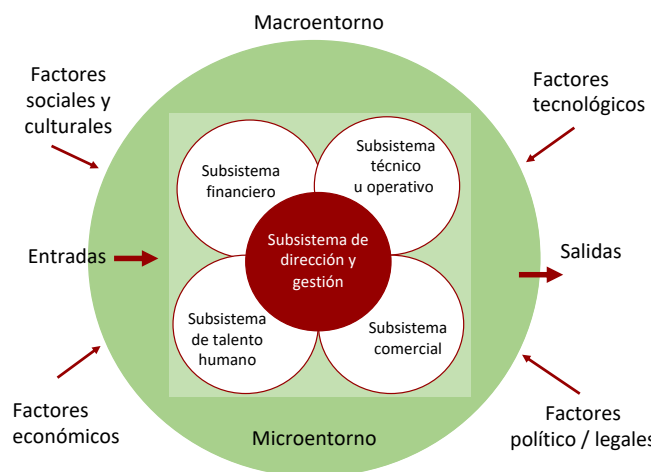 Macroentorno
Factores
sociales y
culturales
Factores
tecnológicos
Subsistema
financiero
Subsistema
técnico
u operativo
Entradas
Subsistema de
dirección y
gestión
Salidas
Subsistema
de talento
humano
Subsistema
comercial
Factores
económicos
Microentorno
Factores
político / legales